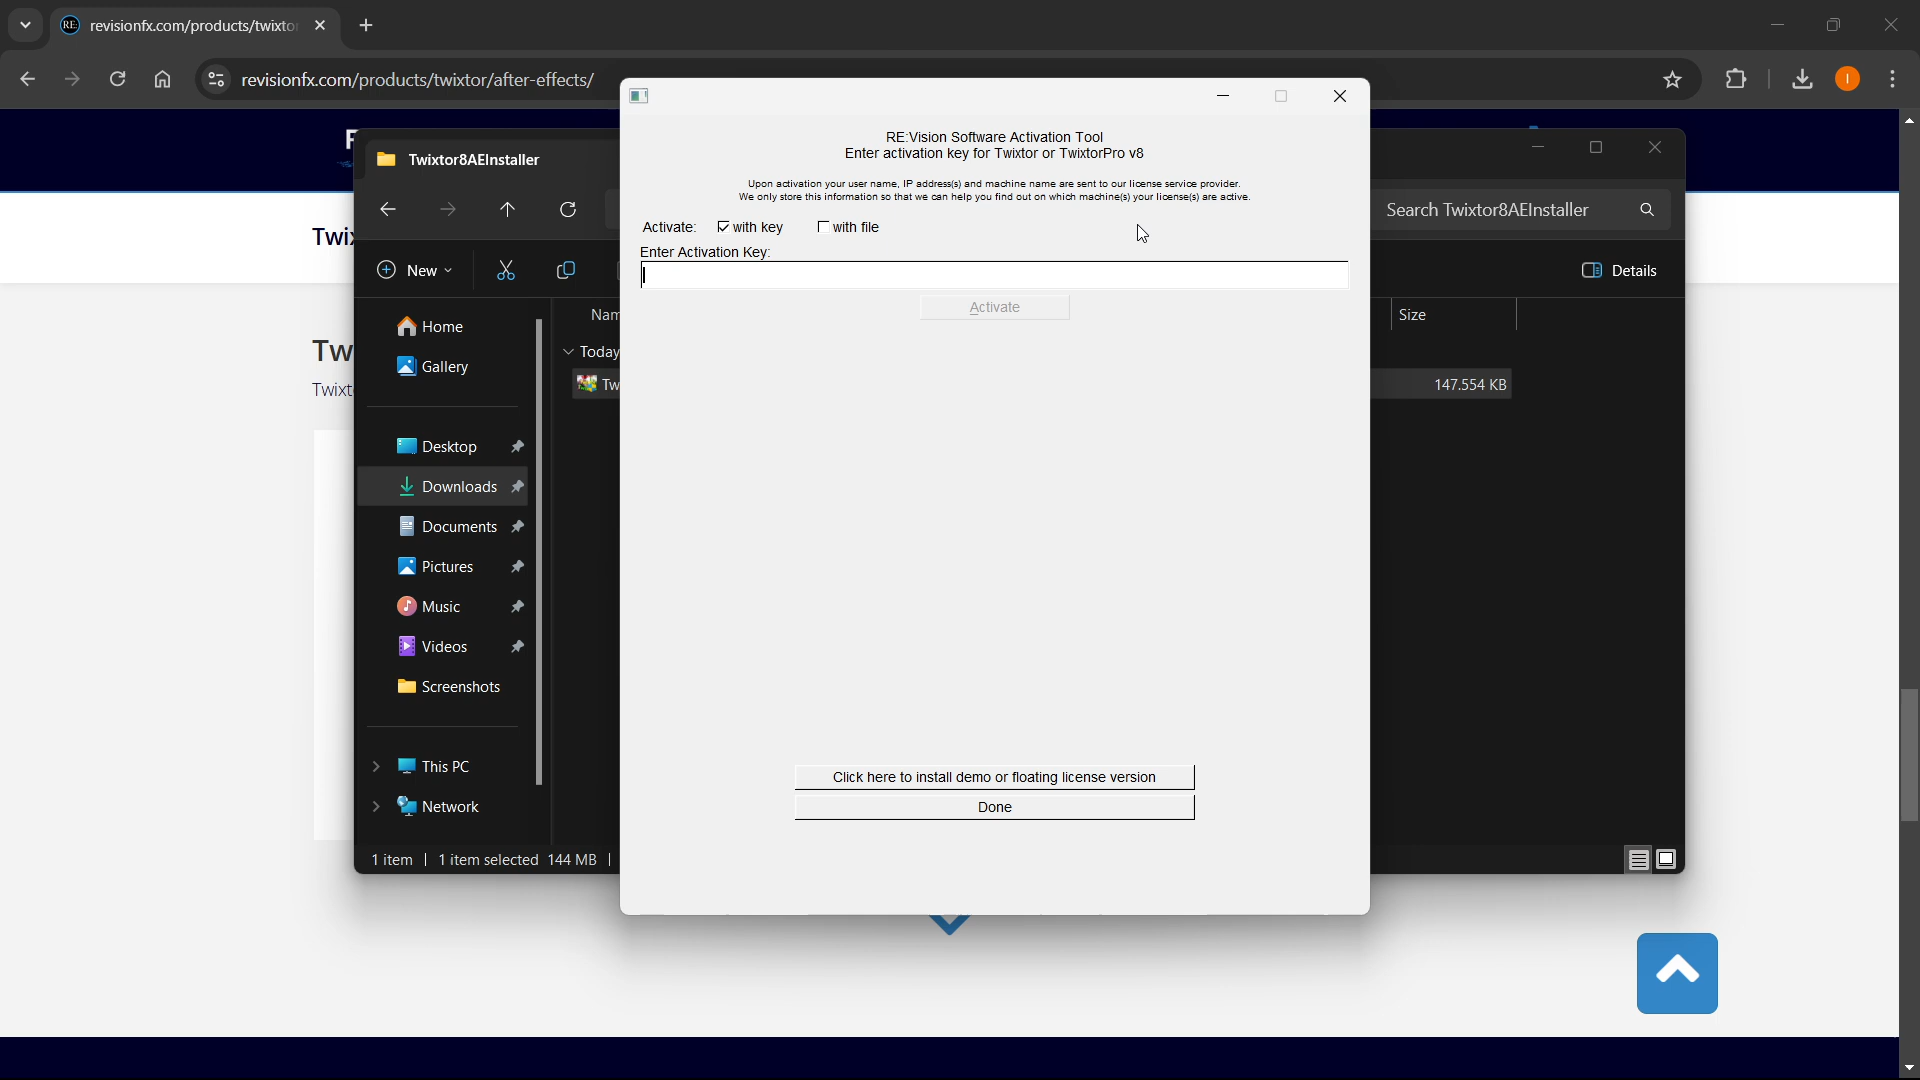 RE:
revisionfx.com/products/twixto
revisionfx.com/products/twixtor/after-effects/
I
Twixtor8AEInstaller
Search Twixtor8AEInstaller
New
Details
Home
Gallery
Desktop
Downloads
Documents
Pictures
Music
Videos
Screenshots
This PC
Network
Nam
Size
Today
Tw
147.554 KB
1 item
1 item selected 144 MB
Twi
Tw
Twixt
RE:Vision Software Activation Tool
Enter activation key for Twixtor or TwixtorPro v8
Upon activation your user name, IP address(s) and machine name are sent to our license service provider.
We only store this information so that we can help you find out on which machine(s) your license(s) are active.
Activate: with key with file
Enter Activation Key:
Activate
Click here to install demo or floating license version
Done